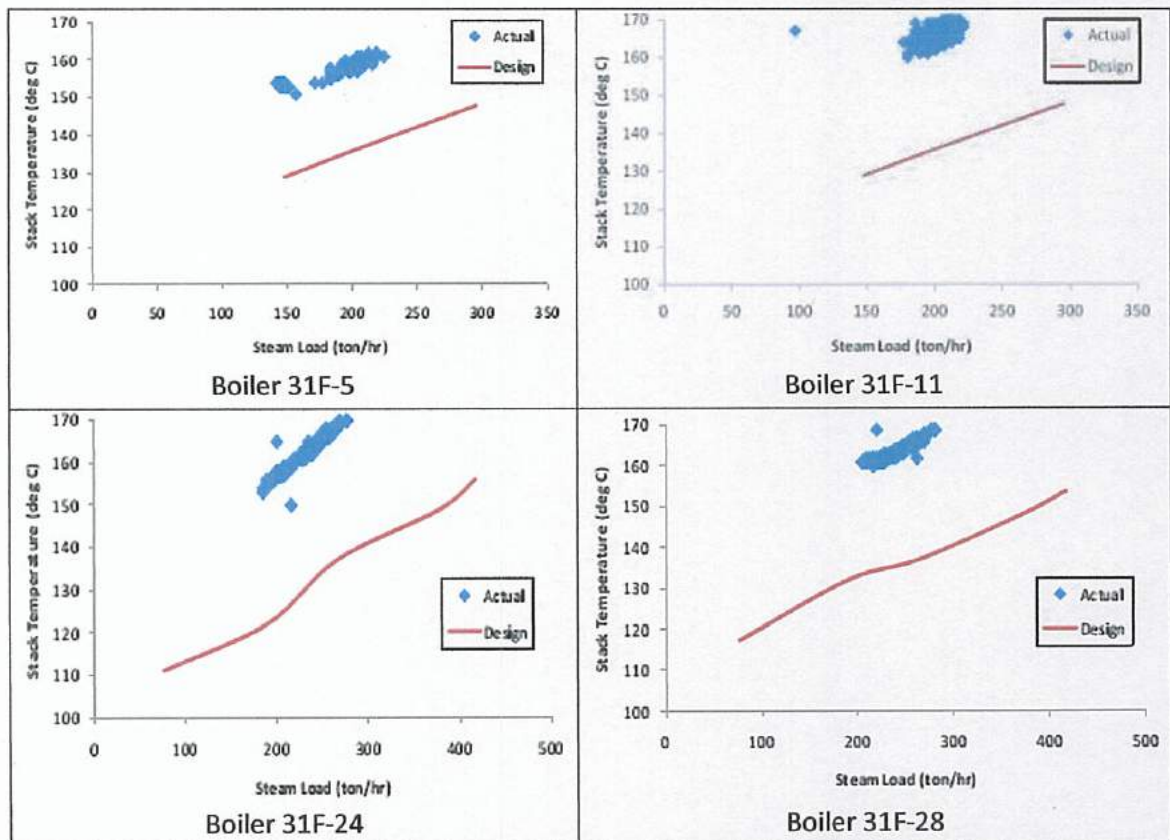 Stack Temperature (deg C)
170
160
150
140
130
120
110
100
0 50 100 150 200 250 300 350
Steam Load (ton/hr)
Actual
Design
Boiler 31F-5
Stack Temperature (deg C)
170
160
150
140
130
120
110
100
0 50 100 150 200 250 300 350
Steam Load (ton/hr)
Actual
Design
Boiler 31F-11
Stack Temperature (deg C)
170
160
150
140
130
120
110
100
0 100 200 300 400 500
Steam Load (ton/hr)
Actual
Design
Boiler 31F-24
Stack Temperature (deg C)
170
160
150
140
130
120
110
100
0 100 200 300 400 500
Steam Load (ton/hr)
Actual
Design
Boiler 31F-28